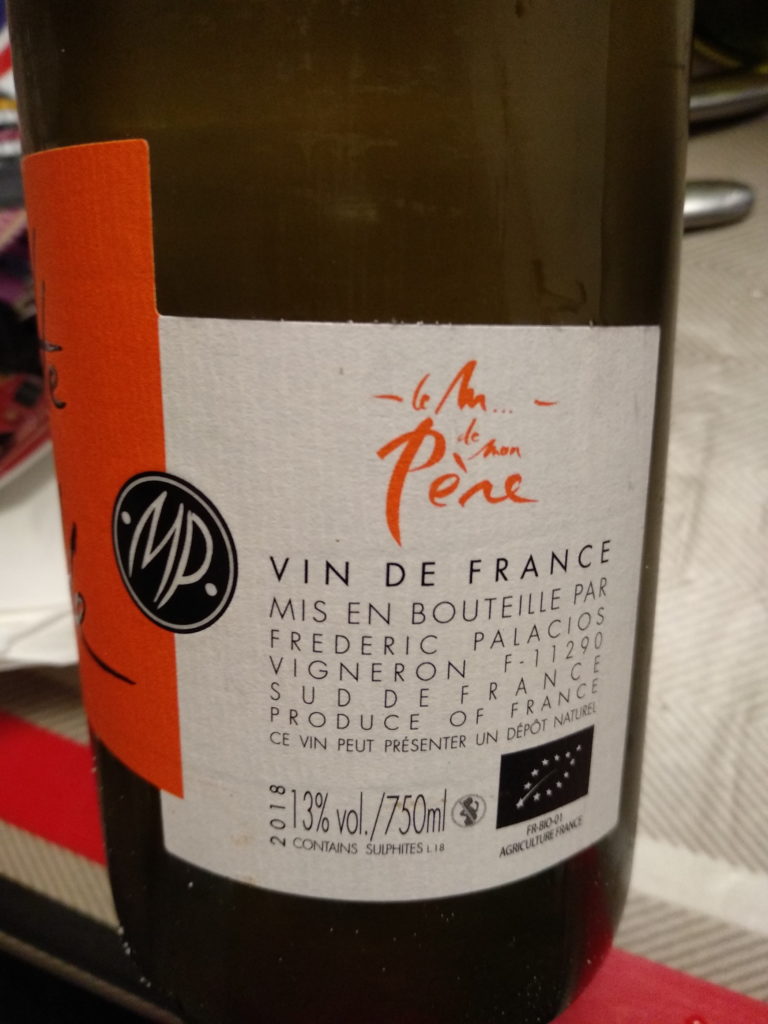 MP
- le M... -
de mon
Père
VIN DE FRANCE
MIS EN BOUTEILLE PAR
FREDERIC PALACIOS
VIGNERON F-11290
SUD DE FRANCE
PRODUCE OF FRANCE
CE VIN PEUT PRÉSENTER UN DÉPÔT NATUREL
2018
13% vol./750ml
CONTAINS SULPHITES L18
FR-BIO-01
AGRICULTURE FRANCE